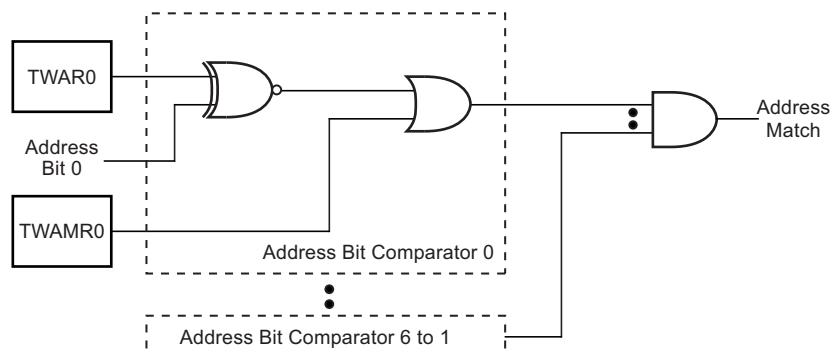 TWAR0
Address
Bit 0
TWAMR0
Address Bit Comparator 0
Address
Match
Address Bit Comparator 6 to 1